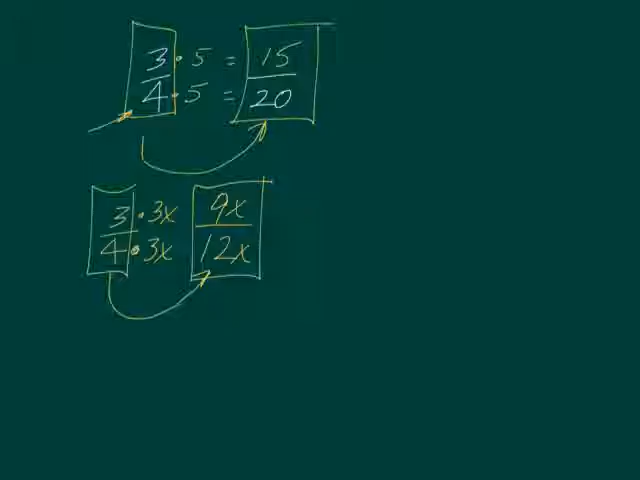 3 · 5 = 15
4 · 5 = 20
3 · 3x 9x
4 · 3x 12x